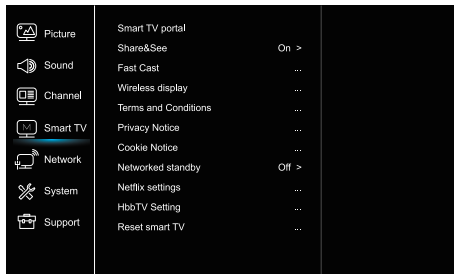 Picture
Sound
Channel
M
Smart TV
Network
System
Support
Smart TV portal
Share&See On >
Fast Cast ...
Wireless display ...
Terms and Conditions ...
Privacy Notice ...
Cookie Notice ...
Networked standby Off >
Netflix settings ...
HbbTV Setting ...
Reset smart TV ...